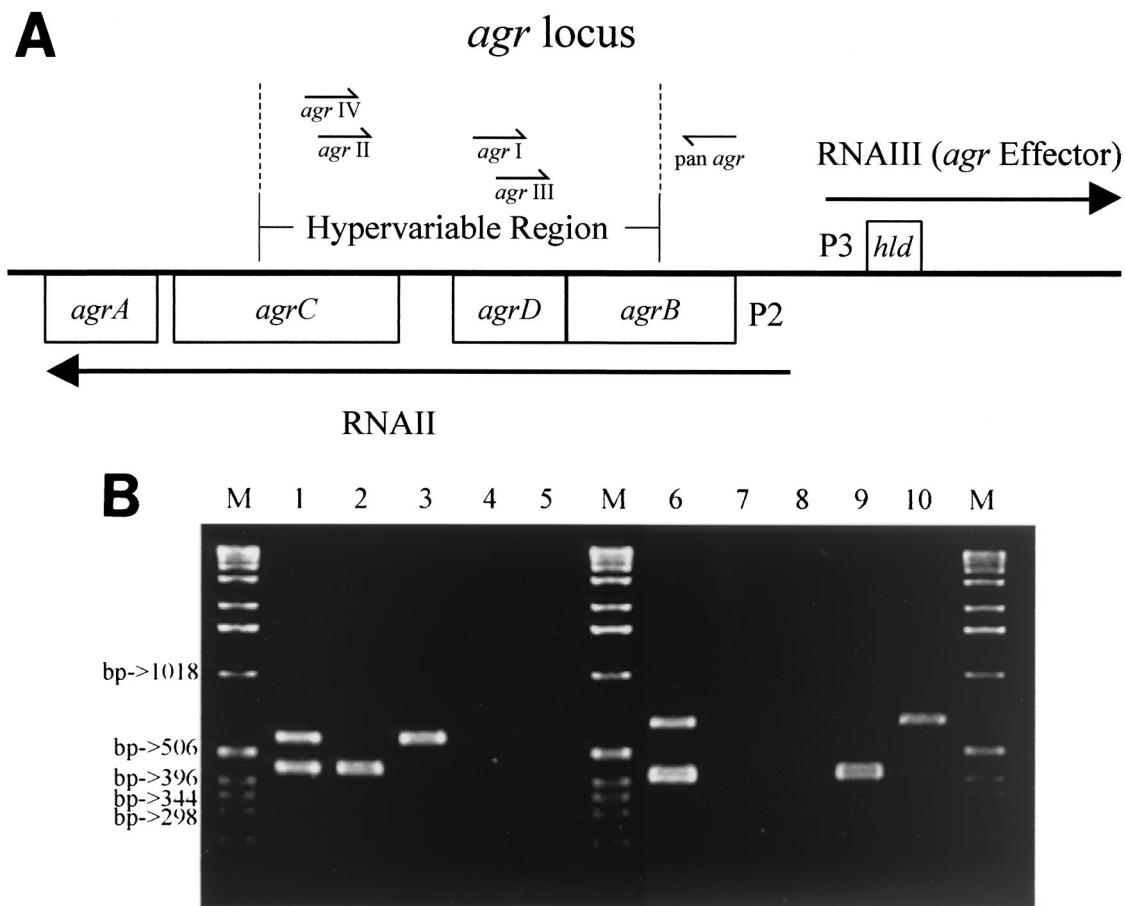 A
agr locus
agr IV
agr II
agr I
agr III
pan agr
RNAIII (agr Effector)
Hypervariable Region
P3
hld
agrA
agrC
agrD
agrB
P2
RNAII
B
M 1 2 3 4 5 M 6 7 8 9 10 M
bp->1018
bp->506
bp->396
bp->344
bp->298